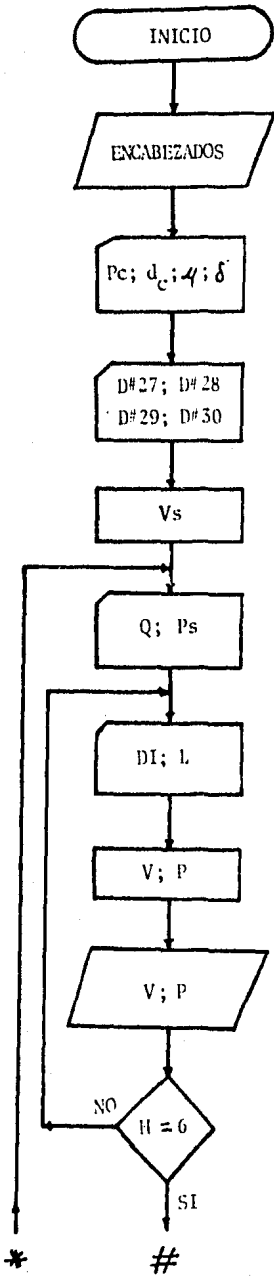 INICIO
ENCABEZADOS
Pc; dc; μ; δ
D#27; D#28
D#29; D#30
Vs
Q; Ps
DI; L
V; P
V; P
NO
H = 6
SI
* #